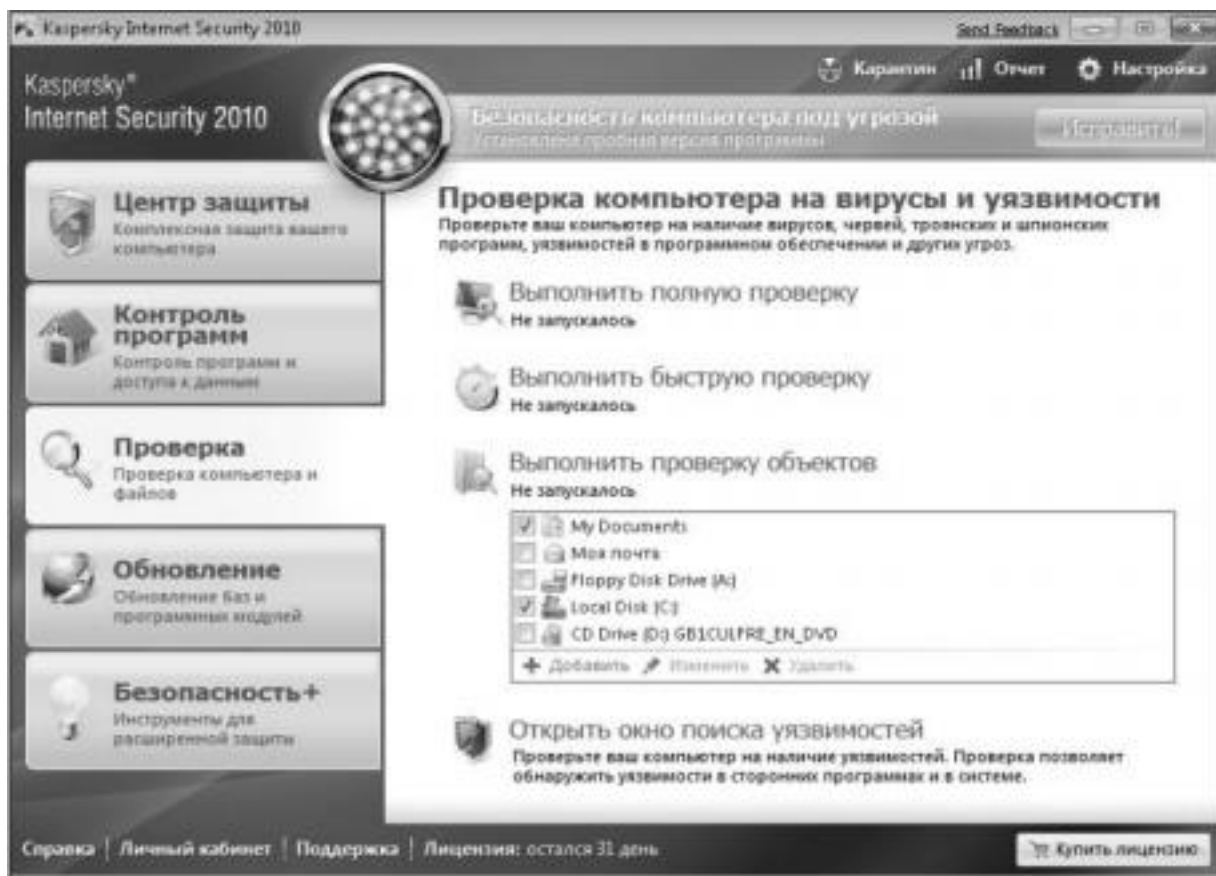 Kaspersky Internet Security 2010
Send Feedback
Kaspersky®
Internet Security 2010
Карантин
Отчет
Настройка
Безопасность компьютера под угрозой
Установлена пробная версия программы
Исправить!
Центр защиты
Комплексная защита вашего
компьютера
Контроль
программ
Контроль программ и
доступа к данным
Проверка
Проверка компьютера и
файлов
Обновление
Обновление баз и
программных модулей
Безопасность+
Инструменты для
расширенной защиты
Проверка компьютера на вирусы и уязвимости
Проверьте ваш компьютер на наличие вирусов, червей, троянских и шпионских
программ, уязвимостей в программном обеспечении и других угроз.
Выполнить полную проверку
Не запускалось
Выполнить быструю проверку
Не запускалось
Выполнить проверку объектов
Не запускалось
My Documents
Моя почта
Floppy Disk Drive (A:)
Local Disk (C:)
CD Drive (D:) GB1CULFRE_EN_DVD
Добавить Изменить Удалить
Открыть окно поиска уязвимостей
Проверьте ваш компьютер на наличие уязвимостей. Проверка позволяет
обнаружить уязвимости в сторонних программах и в системе.
Справка | Личный кабинет | Поддержка | Лицензия: остался 31 день
Купить лицензию